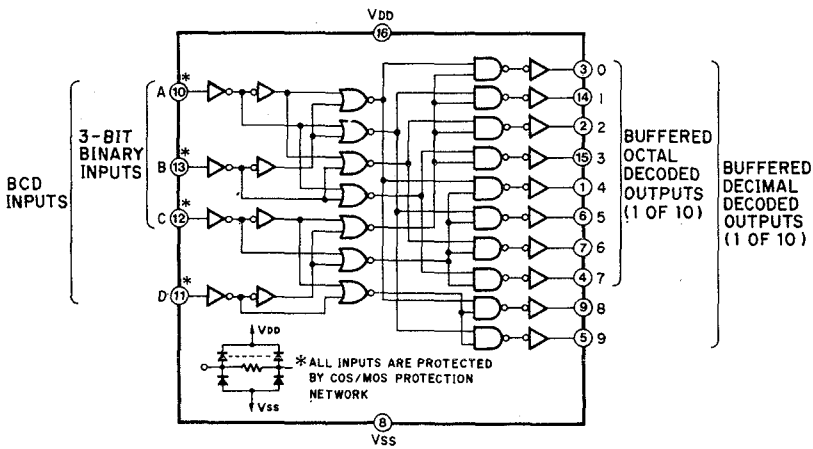 VDD
16
BCD
INPUTS
3-BIT
BINARY
INPUTS
A 10 *
B 13 *
C 12 *
D 11 *
3 0
14 1
2 2
15 3
1 4
6 5
7 6
4 7
9 8
5 9
BUFFERED
OCTAL
DECODED
OUTPUTS
(1 OF 10)
BUFFERED
DECIMAL
DECODED
OUTPUTS
(1 OF 10)
VDD
VSS
* ALL INPUTS ARE PROTECTED
BY COS/MOS PROTECTION
NETWORK
8
VSS